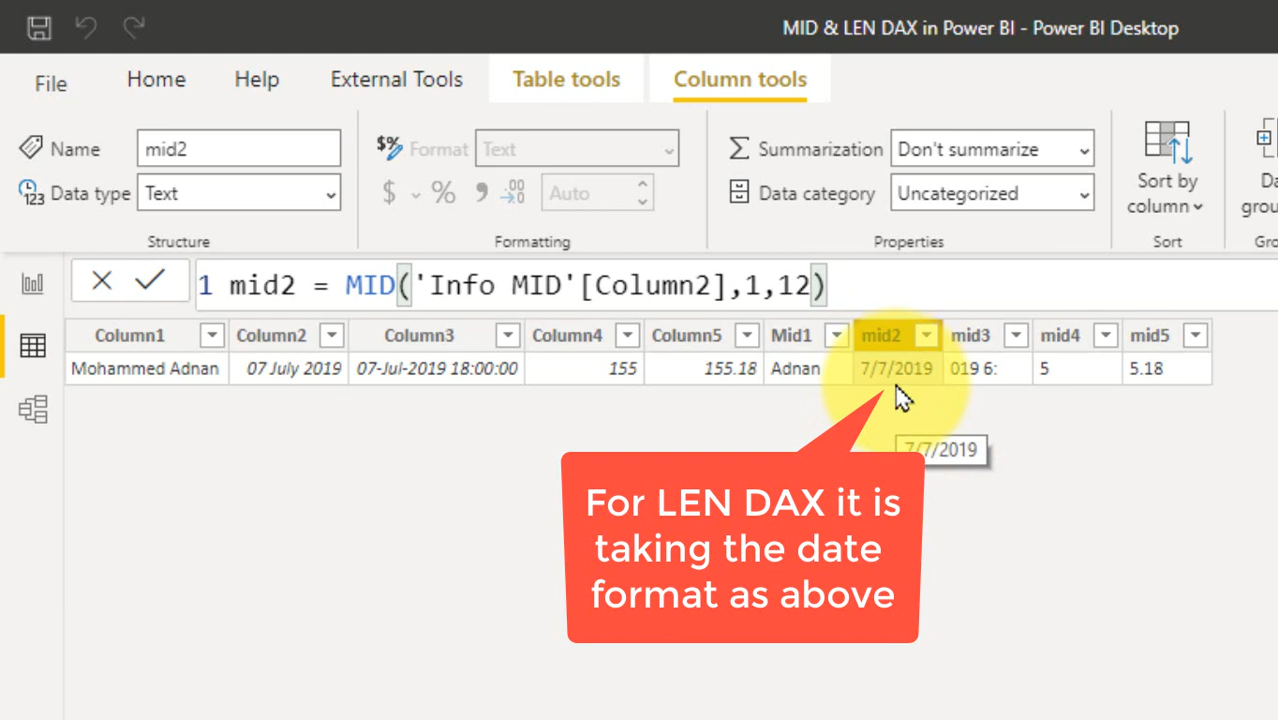 MID & LEN DAX in Power BI - Power BI Desktop
File Home Help External Tools Table tools Column tools
Name mid2 $% Format Text Σ Summarization Don't summarize Sort by column
123 Data type Text $ % 9 .00 Auto Data category Uncategorized
Structure Formatting Properties Sort
1 mid2 = MID('Info MID'[Column2],1,12)
Column1 Column2 Column3 Column4 Column5 Mid1 mid2 mid3 mid4 mid5
Mohammed Adnan 07 July 2019 07-Jul-2019 18:00:00 155 155.18 Adnan 7/7/2019 019 6: 5 5.18
7/7/2019
For LEN DAX it is
taking the date
format as above